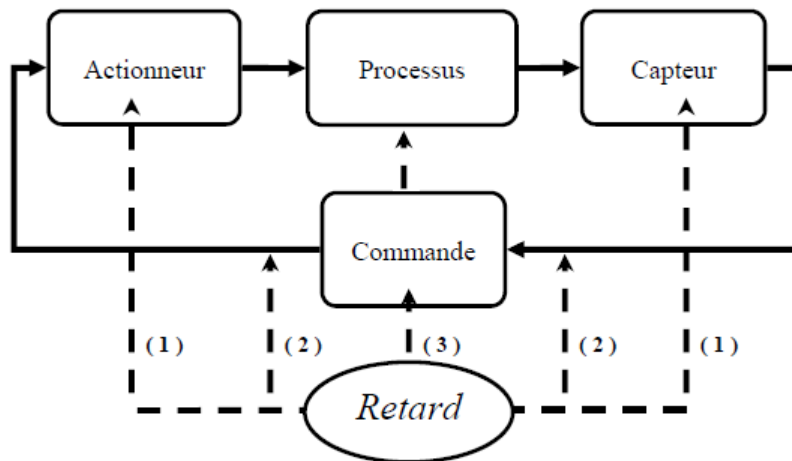 Actionneur
Processus
Capteur
Commande
( 1 )
( 2 )
( 3 )
( 2 )
( 1 )
Retard